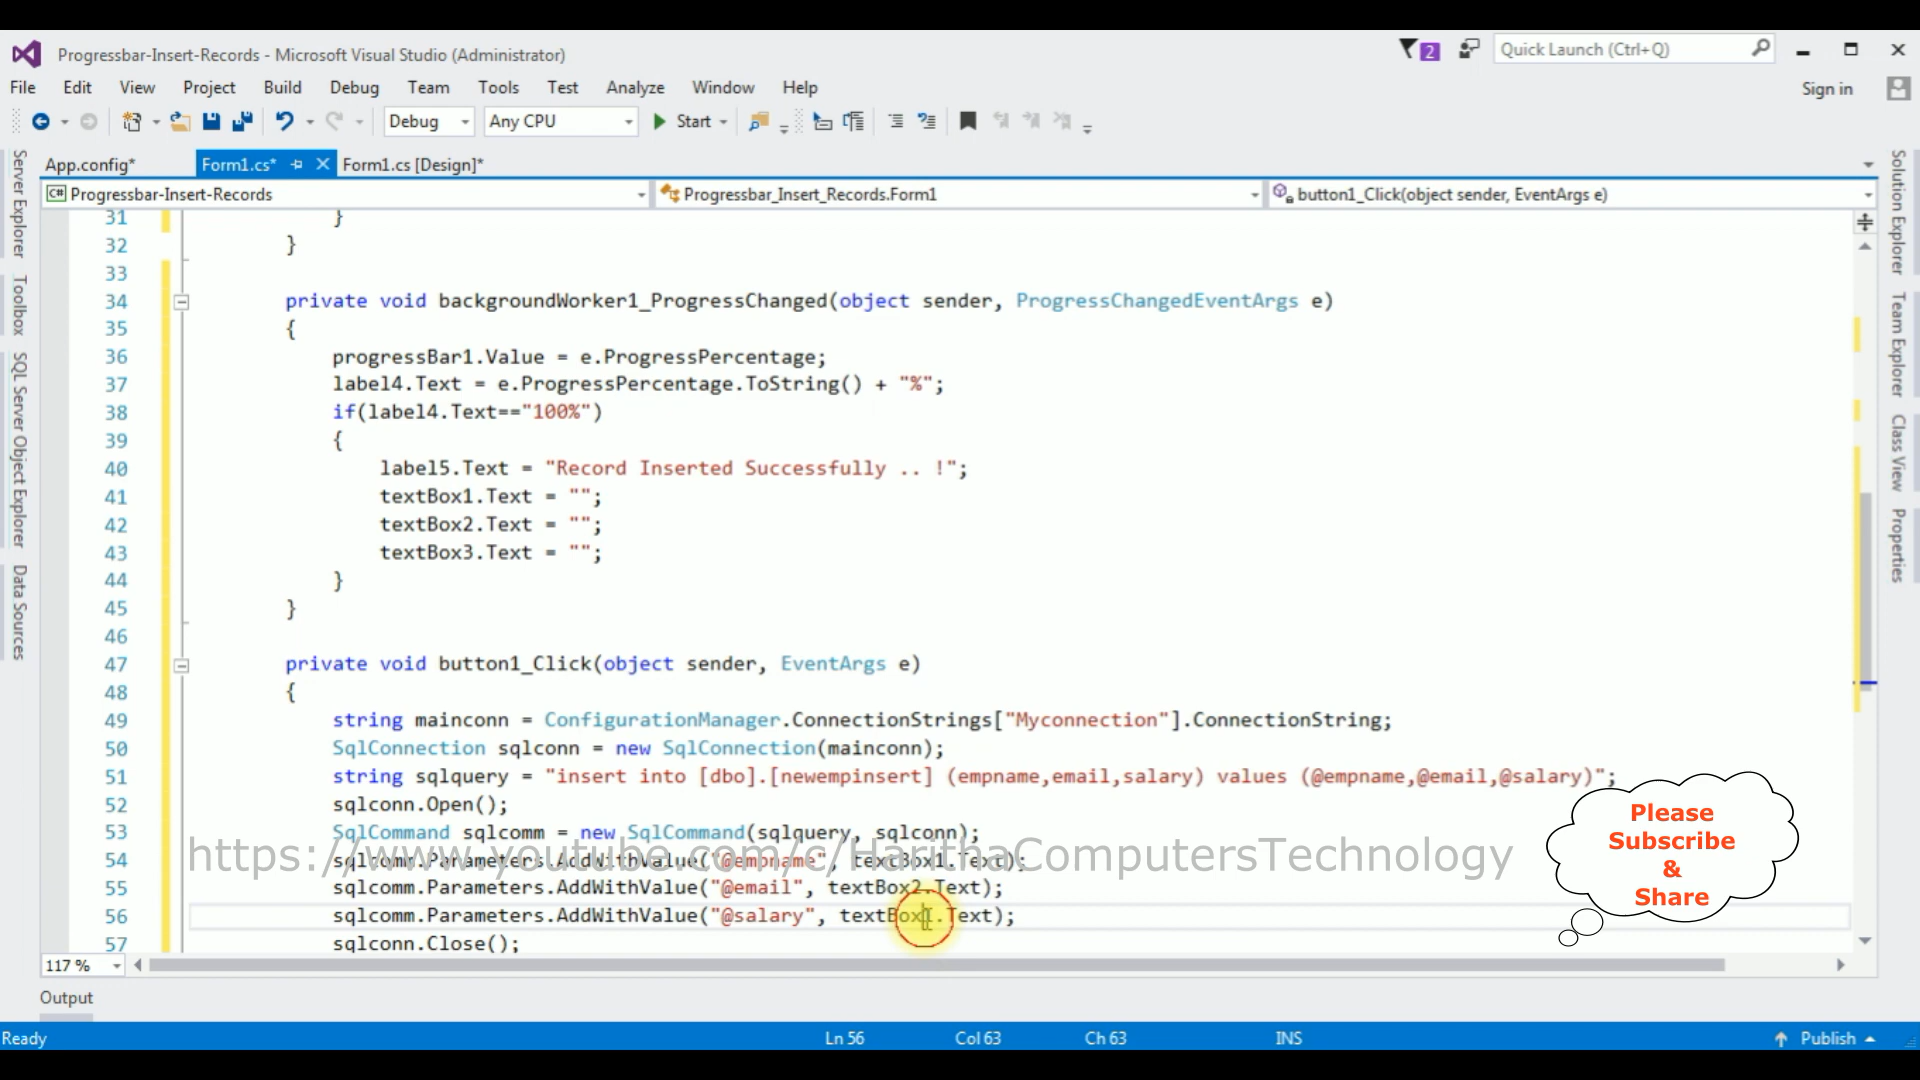 Progressbar-Insert-Records - Microsoft Visual Studio (Administrator)
2
Quick Launch (Ctrl+Q)
File Edit View Project Build Debug Team Tools Test Analyze Window Help
Sign in
Debug Any CPU Start
App.config* Form1.cs* Form1.cs [Design]*
C# Progressbar-Insert-Records Progressbar_Insert_Records.Form1 button1_Click(object sender, EventArgs e)
Server Explorer
Toolbox
SQL Server Object Explorer
Data Sources
31 }
32 }
33
34 private void backgroundWorker1_ProgressChanged(object sender, ProgressChangedEventArgs e)
35 {
36 progressBar1.Value = e.ProgressPercentage;
37 label4.Text = e.ProgressPercentage.ToString() + "%";
38 if(label4.Text=="100%")
39 {
40 label5.Text = "Record Inserted Successfully .. !";
41 textBox1.Text = "";
42 textBox2.Text = "";
43 textBox3.Text = "";
44 }
45 }
46
47 private void button1_Click(object sender, EventArgs e)
48 {
49 string mainconn = ConfigurationManager.ConnectionStrings["Myconnection"].ConnectionString;
50 SqlConnection sqlconn = new SqlConnection(mainconn);
51 string sqlquery = "insert into [dbo].[newempinsert] (empname,email,salary) values (@empname,@email,@salary)";
52 sqlconn.Open();
53 SqlCommand sqlcomm = new SqlCommand(sqlquery, sqlconn);
54 sqlcomm.Parameters.AddWithValue("@empname", textBox1.Text);
55 sqlcomm.Parameters.AddWithValue("@email", textBox2.Text);
56 sqlcomm.Parameters.AddWithValue("@salary", textBox1.Text);
57 sqlconn.Close();
https://www.youtube.com/c/HarithaComputersTechnology
Please
Subscribe
&
Share
Solution Explorer
Team Explorer
Class View
Properties
117 %
Output
Ready Ln 56 Col 63 Ch 63 INS Publish